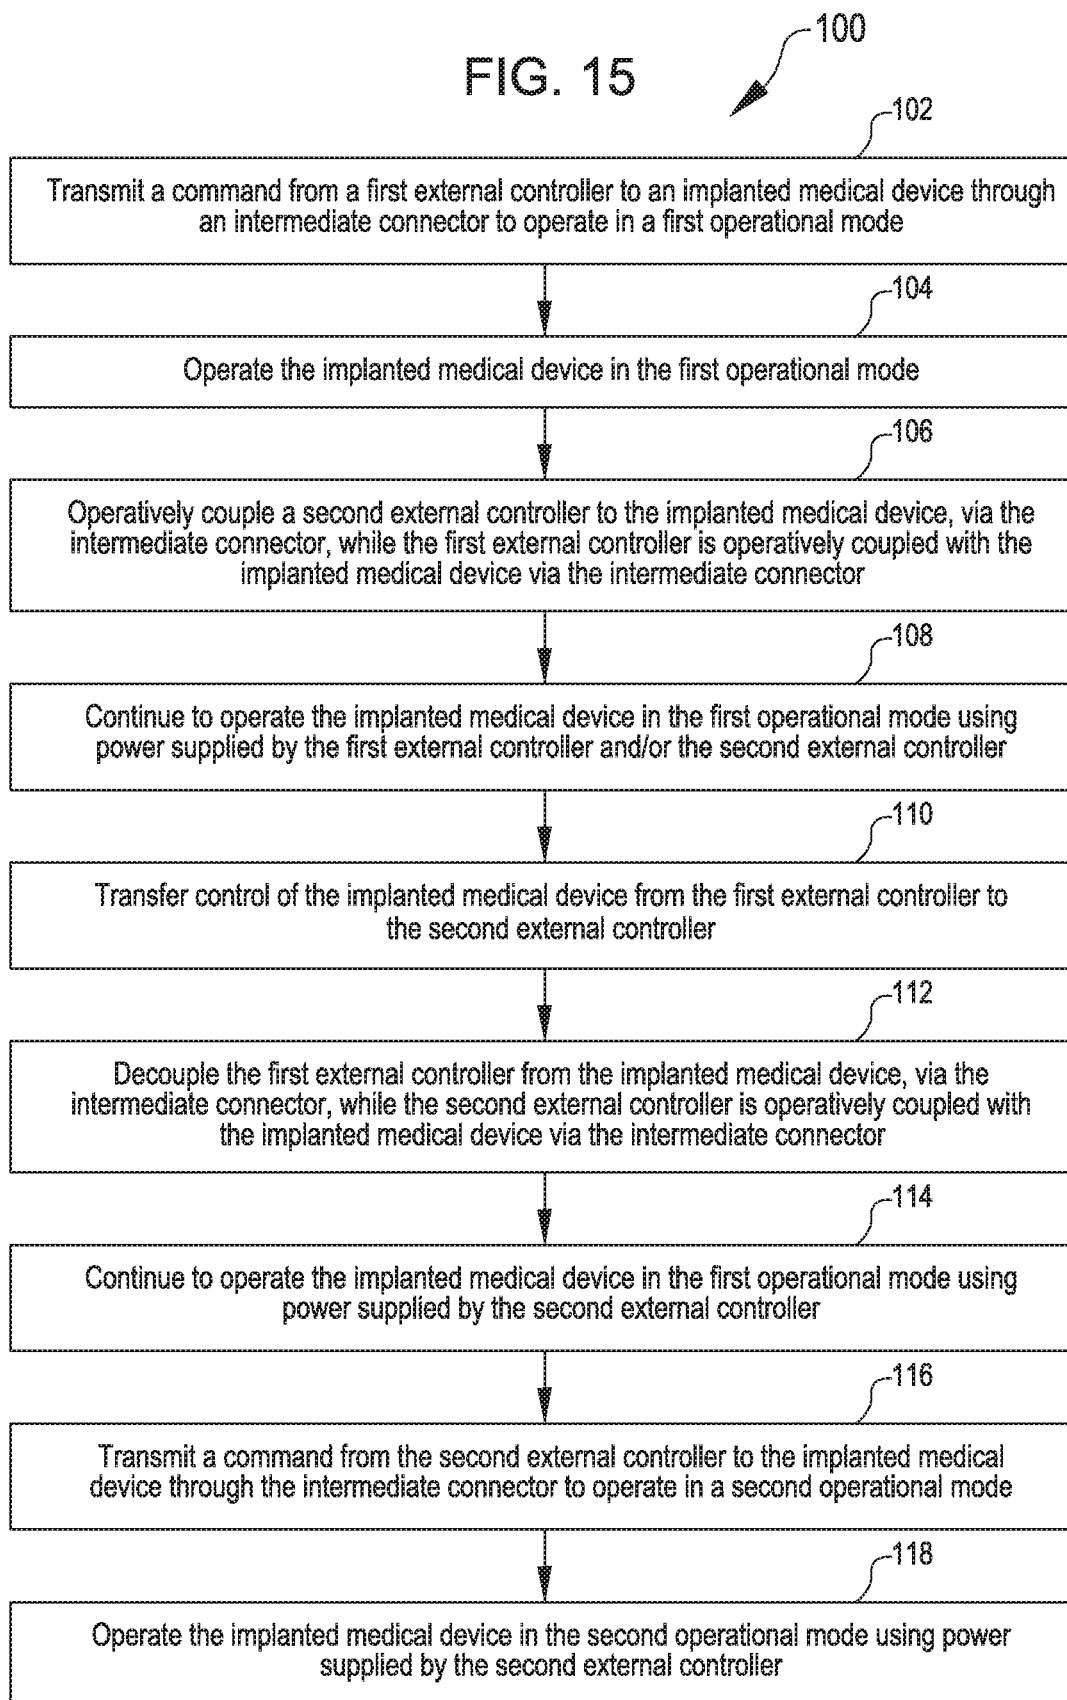 100
FIG. 15
102
Transmit a command from a first external controller to an implanted medical device through
an intermediate connector to operate in a first operational mode
104
Operate the implanted medical device in the first operational mode
106
Operatively couple a second external controller to the implanted medical device, via the
intermediate connector, while the first external controller is operatively coupled with the
implanted medical device via the intermediate connector
108
Continue to operate the implanted medical device in the first operational mode using
power supplied by the first external controller and/or the second external controller
110
Transfer control of the implanted medical device from the first external controller to
the second external controller
112
Decouple the first external controller from the implanted medical device, via the
intermediate connector, while the second external controller is operatively coupled with
the implanted medical device via the intermediate connector
114
Continue to operate the implanted medical device in the first operational mode using
power supplied by the second external controller
116
Transmit a command from the second external controller to the implanted medical
device through the intermediate connector to operate in a second operational mode
118
Operate the implanted medical device in the second operational mode using power
supplied by the second external controller